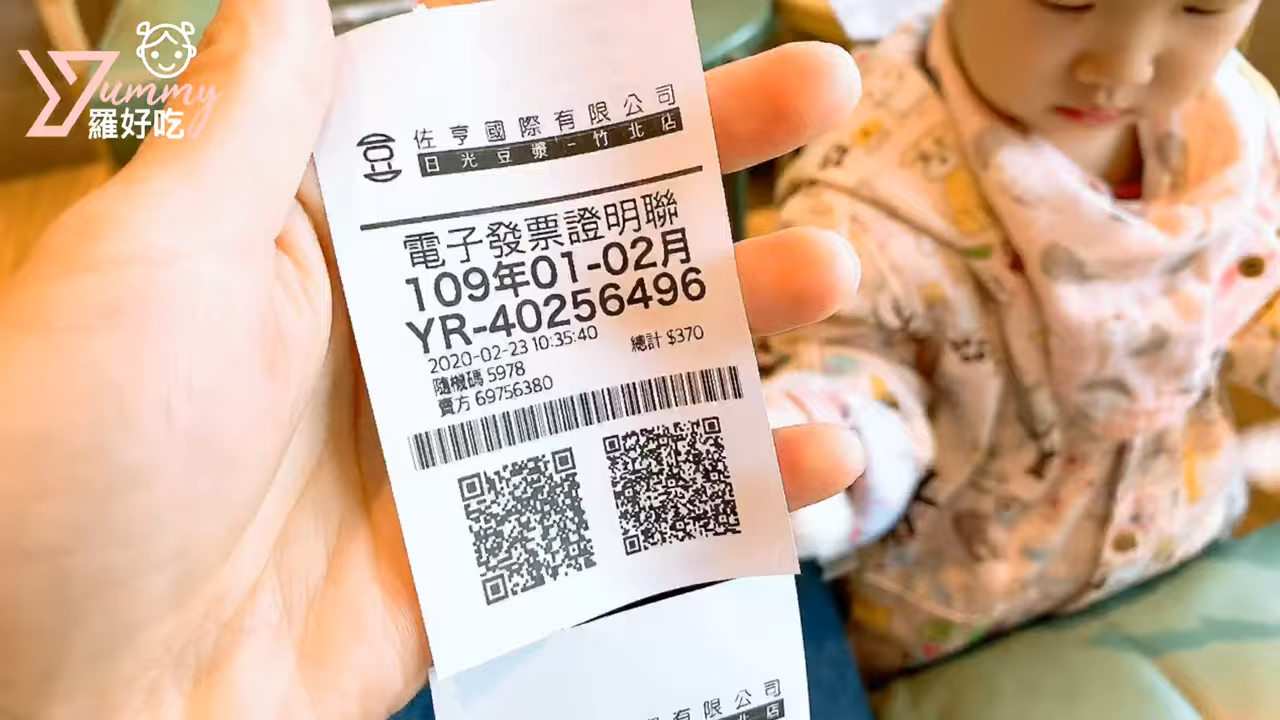 Yummy
羅好吃
豆
佐亨國際有限公司
日光豆漿-竹北店
電子發票證明聯
109年01-02月
YR-40256496
2020-02-23 10:35:40 總計 $370
隨機碼 5978
賣方 69756380
有限公司
北店